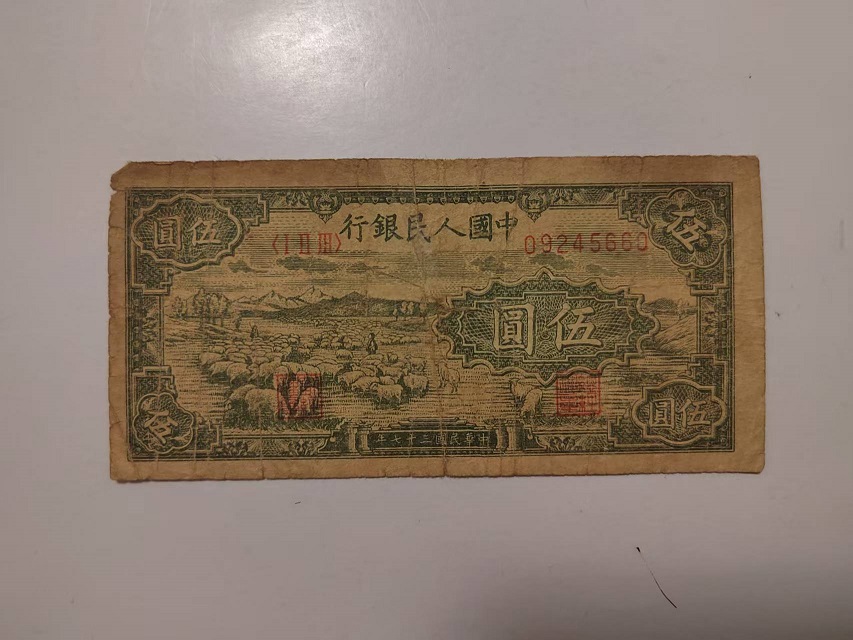 行銀民人國中
〈I II III〉
09245660
圓伍
伍
圓伍
伍
圓伍
年七十三國民華中